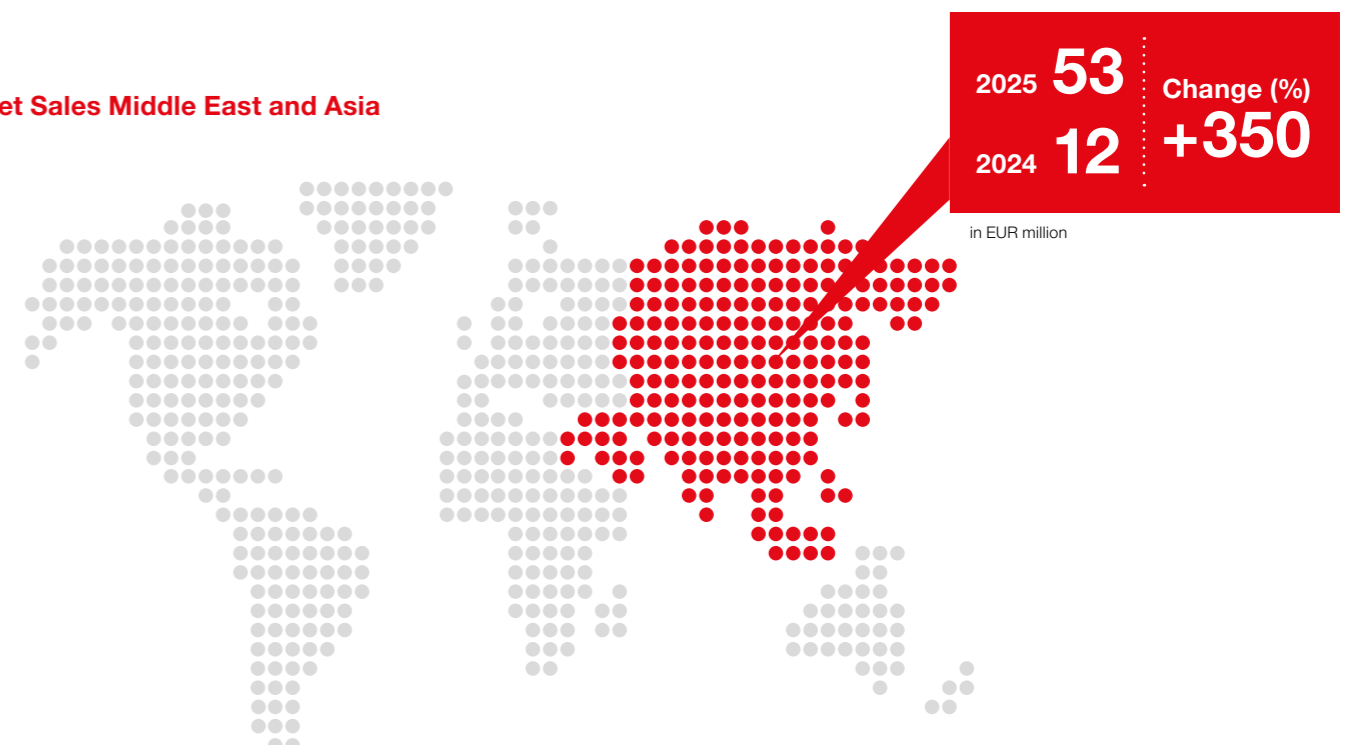 et Sales Middle East and Asia
2025 53
2024 12
Change (%)
+350
in EUR million